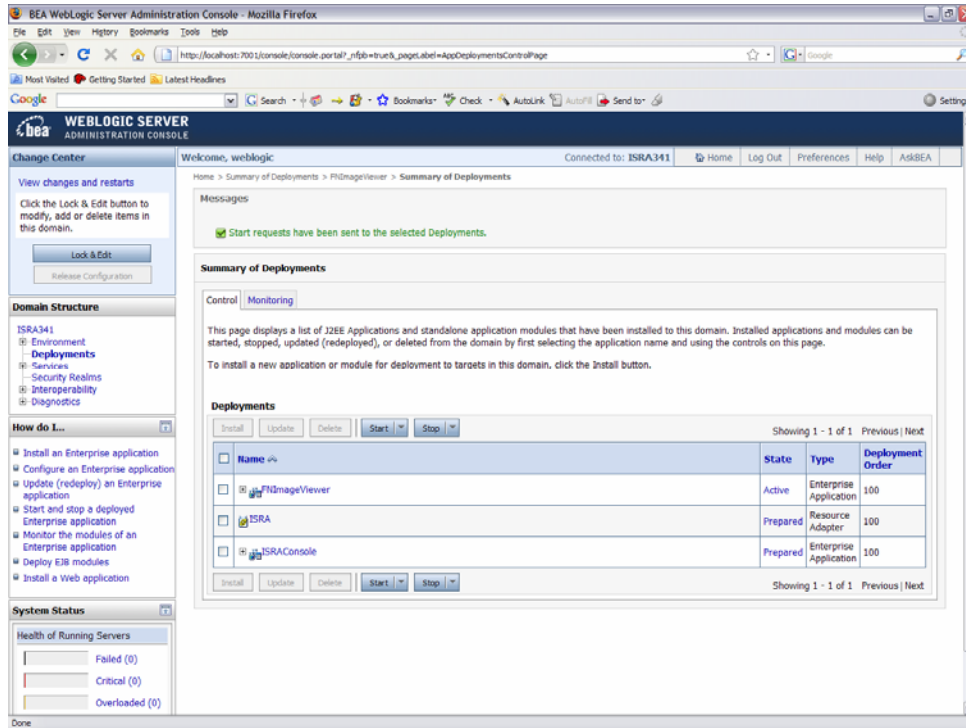 BEA WebLogic Server Administration Console - Mozilla Firefox
File Edit View History Bookmarks Tools Help
http://localhost:7001/console/console.portal?_nfpb=true&_pageLabel=AppDeploymentsControlPage
Google
Most Visited Getting Started Latest Headlines
Google Search Bookmarks Check AutoLink AutoFill Send to Setting
bea WEBLOGIC SERVER
ADMINISTRATION CONSOLE
Change Center
View changes and restarts
Click the Lock & Edit button to
modify, add or delete items in
this domain.
Lock & Edit
Release Configuration
Domain Structure
ISRA341
Environment
Deployments
Services
Security Realms
Interoperability
Diagnostics
How do I...
Install an Enterprise application
Configure an Enterprise application
Update (redeploy) an Enterprise
application
Start and stop a deployed
Enterprise application
Monitor the modules of an
Enterprise application
Deploy EJB modules
Install a Web application
System Status
Health of Running Servers
Failed (0)
Critical (0)
Overloaded (0)
Welcome, weblogic Connected to: ISRA341 Home Log Out Preferences Help AskBEA
Home > Summary of Deployments > FNImageViewer > Summary of Deployments
Messages
Start requests have been sent to the selected Deployments.
Summary of Deployments
Control Monitoring
This page displays a list of J2EE Applications and standalone application modules that have been installed to this domain. Installed applications and modules can be
started, stopped, updated (redeployed), or deleted from the domain by first selecting the application name and using the controls on this page.
To install a new application or module for deployment to targets in this domain, click the Install button.
Deployments
Install Update Delete Start Stop Showing 1 - 1 of 1 Previous | Next
Name State Type Deployment Order
FNImageViewer Active Enterprise Application 100
ISRA Prepared Resource Adapter 100
ISRAConsole Prepared Enterprise Application 100
Install Update Delete Start Stop Showing 1 - 1 of 1 Previous | Next
Done